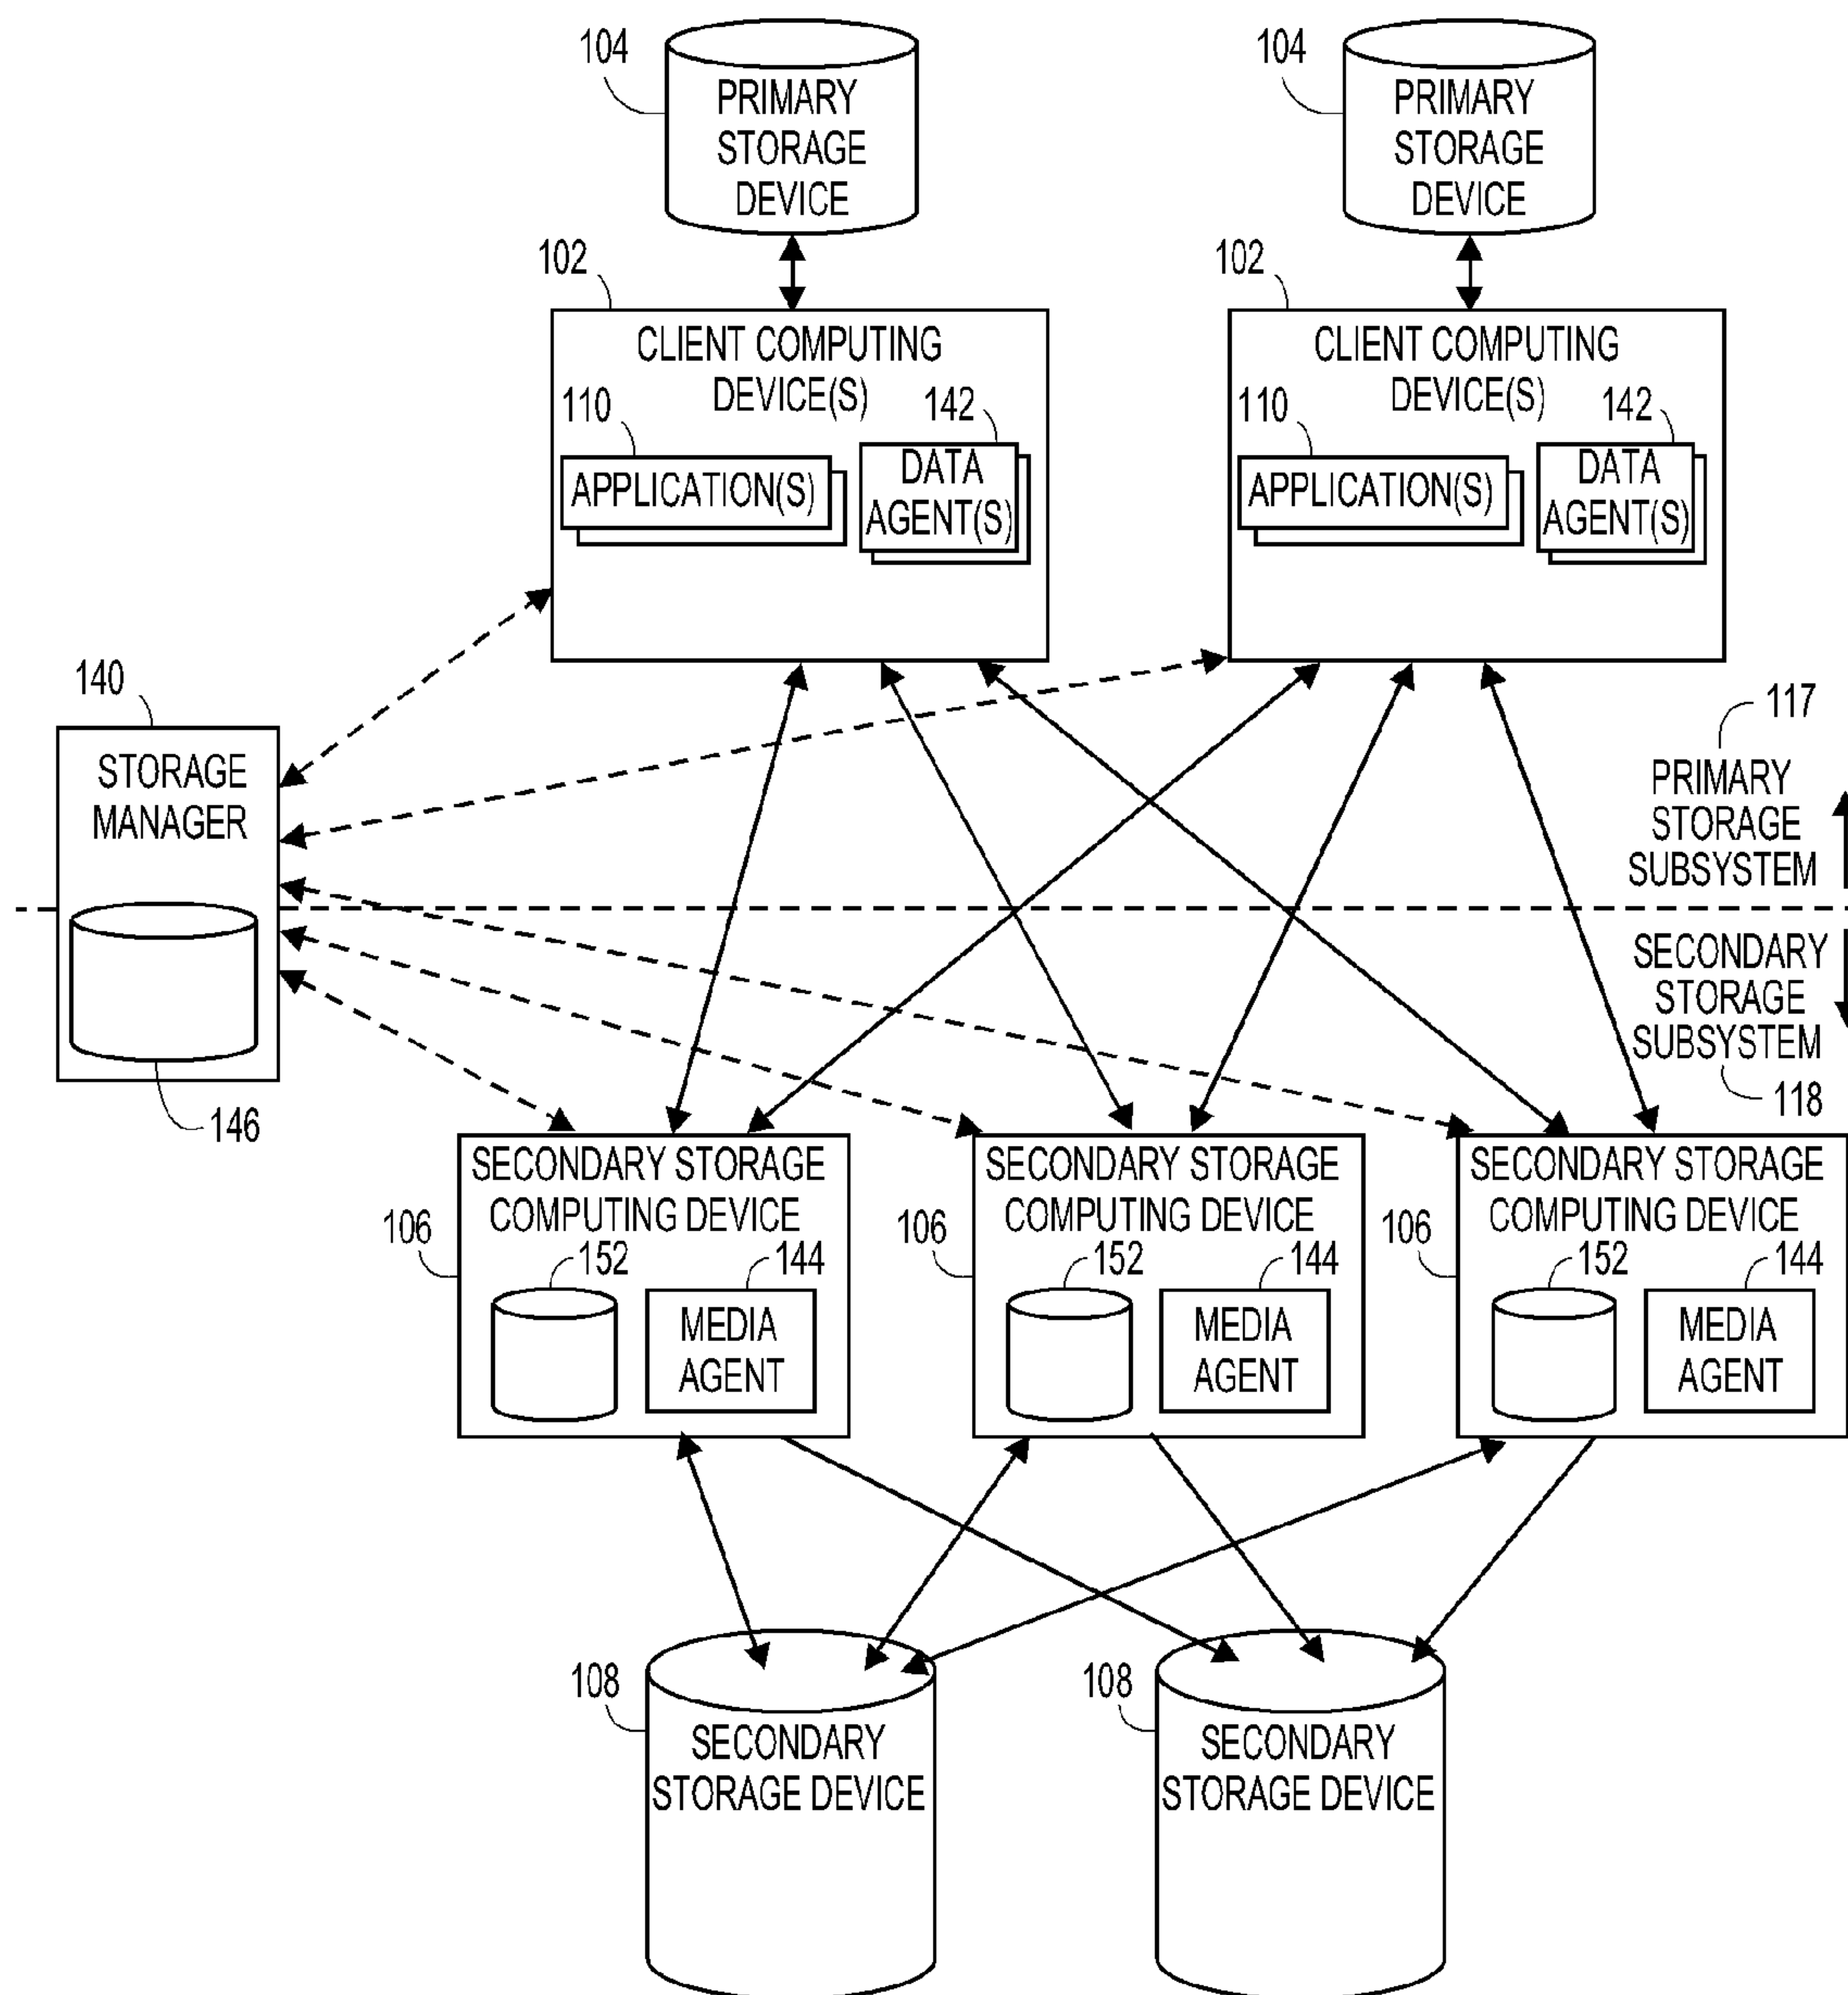 104
PRIMARY
STORAGE
DEVICE
104
PRIMARY
STORAGE
DEVICE
102
CLIENT COMPUTING
DEVICE(S)
110
APPLICATION(S)
142
DATA
AGENT(S)
102
CLIENT COMPUTING
DEVICE(S)
110
APPLICATION(S)
142
DATA
AGENT(S)
140
STORAGE
MANAGER
146
117
PRIMARY
STORAGE
SUBSYSTEM
SECONDARY
STORAGE
SUBSYSTEM
118
106
SECONDARY STORAGE
COMPUTING DEVICE
152
144
MEDIA
AGENT
106
SECONDARY STORAGE
COMPUTING DEVICE
152
144
MEDIA
AGENT
106
SECONDARY STORAGE
COMPUTING DEVICE
152
144
MEDIA
AGENT
108
SECONDARY
STORAGE DEVICE
108
SECONDARY
STORAGE DEVICE